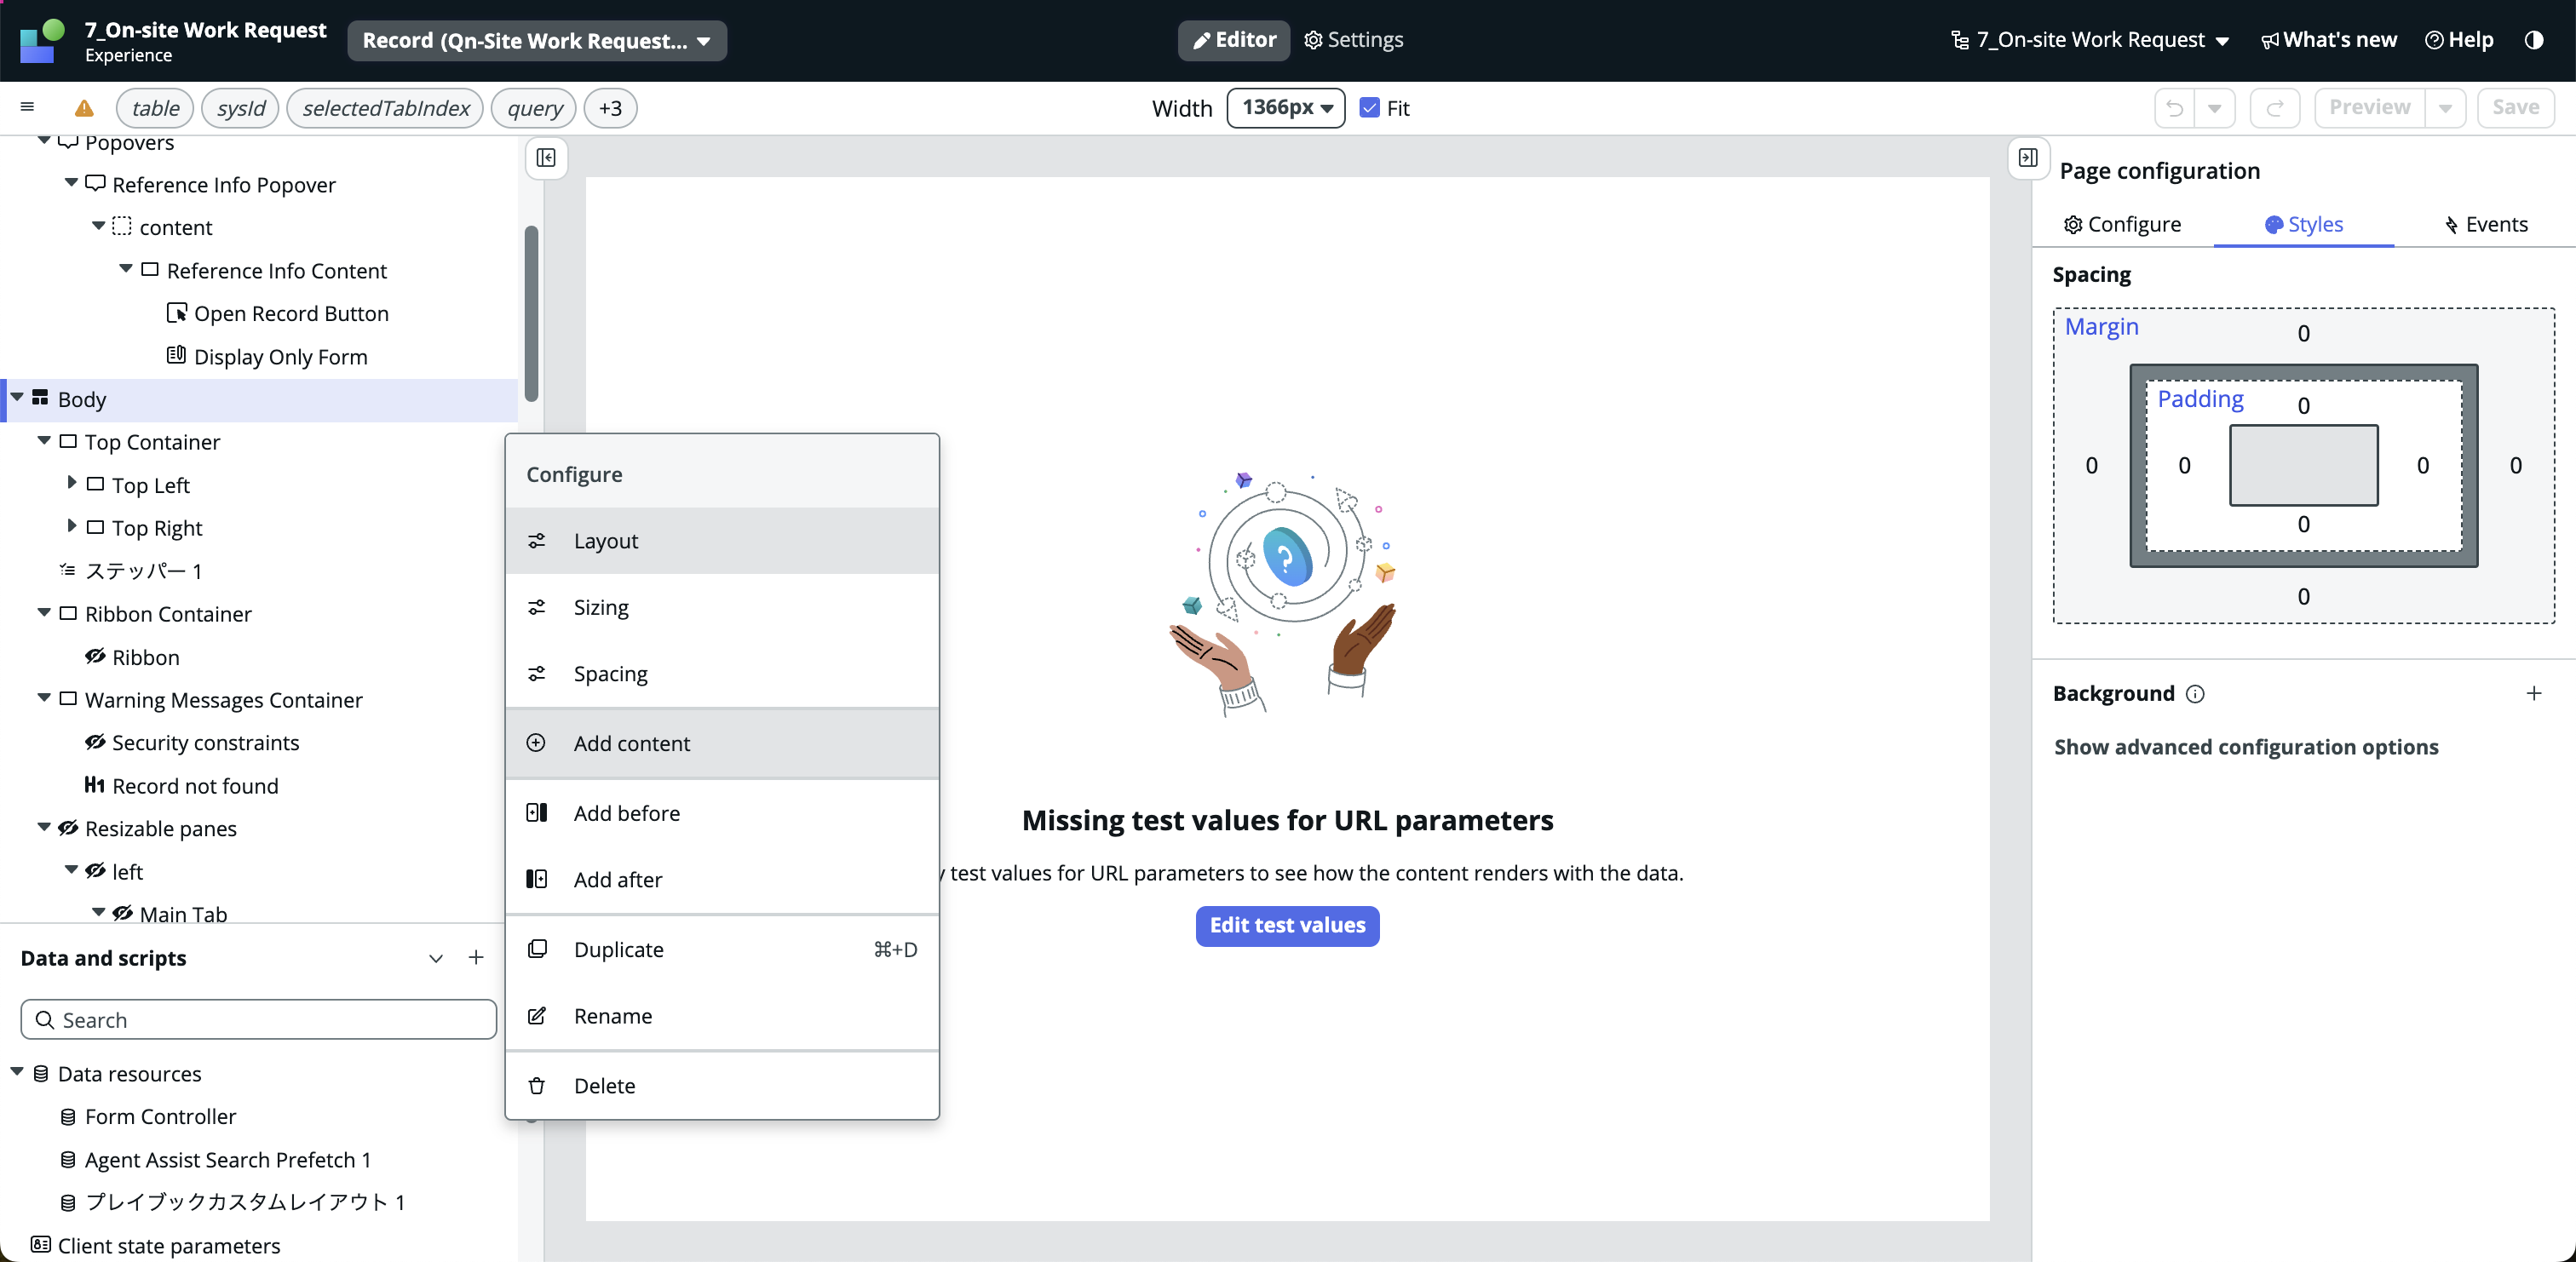 7_On-site Work Request
Experience
Record (Qn-Site Work Request...
Editor
Settings
7_On-site Work Request
What's new
Help
table
sysId
selectedTabIndex
query
+3
Width
1366px
Fit
Preview
Save
Popovers
Reference Info Popover
content
Reference Info Content
Open Record Button
Display Only Form
Body
Top Container
Top Left
Top Right
ステッパー 1
Ribbon Container
Ribbon
Warning Messages Container
Security constraints
H1 Record not found
Resizable panes
left
Main Tab
Data and scripts
Search
Data resources
Form Controller
Agent Assist Search Prefetch 1
プレイブックカスタムレイアウト 1
Client state parameters
Configure
Layout
Sizing
Spacing
Add content
Add before
Add after
Duplicate ⌘+D
Rename
Delete
?
Missing test values for URL parameters
test values for URL parameters to see how the content renders with the data.
Edit test values
Page configuration
Configure
Styles
Events
Spacing
Margin
0
Padding
0
0
0
0
0
0
0
Background
Show advanced configuration options